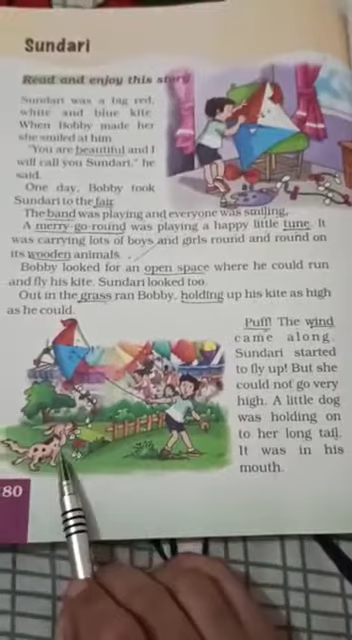 Sundari
Read and enjoy this story
Sundari was a big red,
white and blue kite.
When Bobby made her
she smiled at him.
"You are beautiful and I
will call you Sundari," he
said.
One day, Bobby took
Sundari to the fair.
The band was playing and everyone was smiling.
A merry-go-round was playing a happy little tune. It
was carrying lots of boys and girls round and round on
its wooden animals.
Bobby looked for an open space where he could run
and fly his kite. Sundari looked too.
Out in the grass ran Bobby, holding up his kite as high
as he could.
Puff! The wind
came along.
Sundari started
to fly up! But she
could not go very
high. A little dog
was holding on
to her long tail.
It was in his
mouth.
80